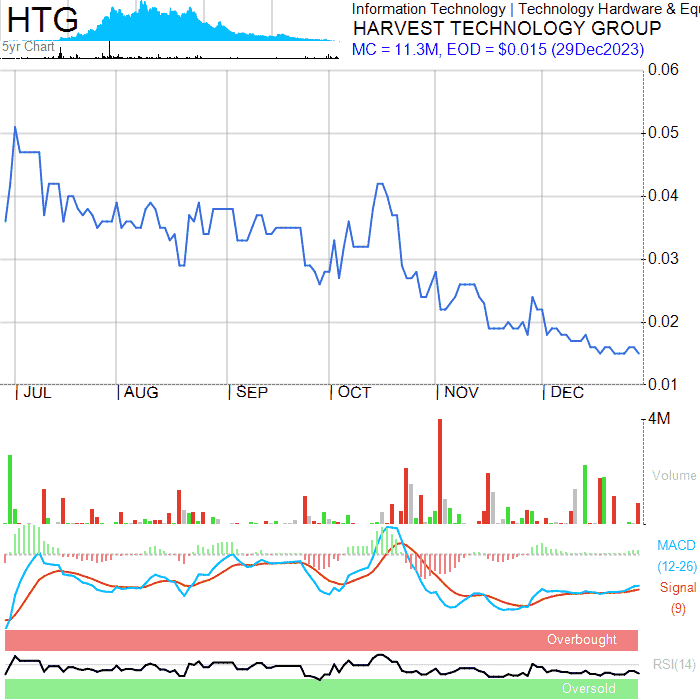 HTG
5yr Chart
Information Technology | Technology Hardware & Equ
HARVEST TECHNOLOGY GROUP
MC = 11.3M, EOD = $0.015 (29Dec2023)
0.06
0.05
0.04
0.03
0.02
0.01
JUL AUG SEP OCT NOV DEC
4M
Volume
MACD
(12-26)
Signal
(9)
Overbought
RSI(14)
Oversold